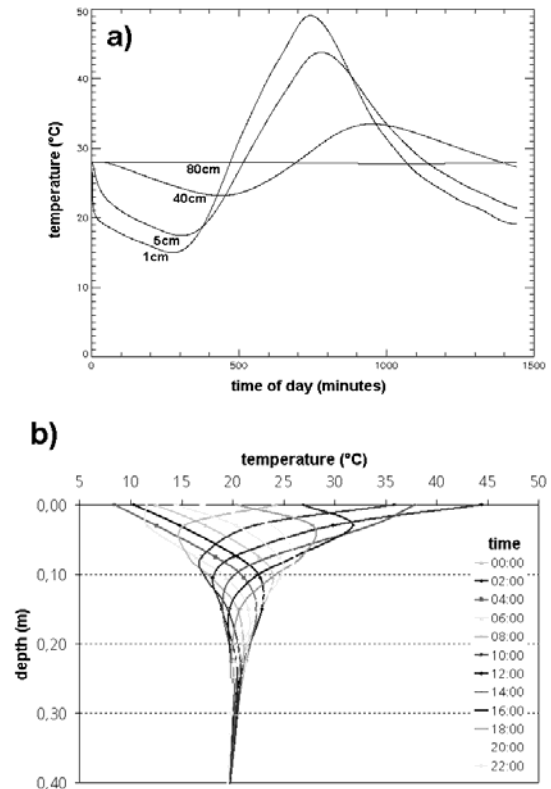 a)
50
40
30
20
10
0
temperature (°C)
80cm
40cm
5cm
1cm
0 500 1000 1500
time of day (minutes)
b)
temperature (°C)
5 10 15 20 25 30 35 40 45 50
0,00
0,10
0,20
0,30
0,40
depth (m)
time
00:00
02:00
04:00
06:00
08:00
10:00
12:00
14:00
16:00
18:00
20:00
22:00